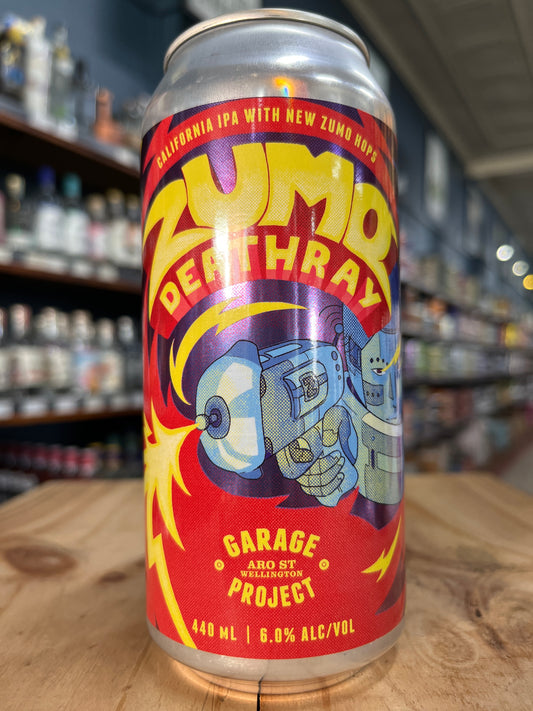 CALIFORNIA IPA WITH NEW ZUMO HOPS
ZUMO
DEATHRAY
GARAGE
ARO ST
WELLINGTON
PROJECT
440 ML | 6.0% ALC/VOL